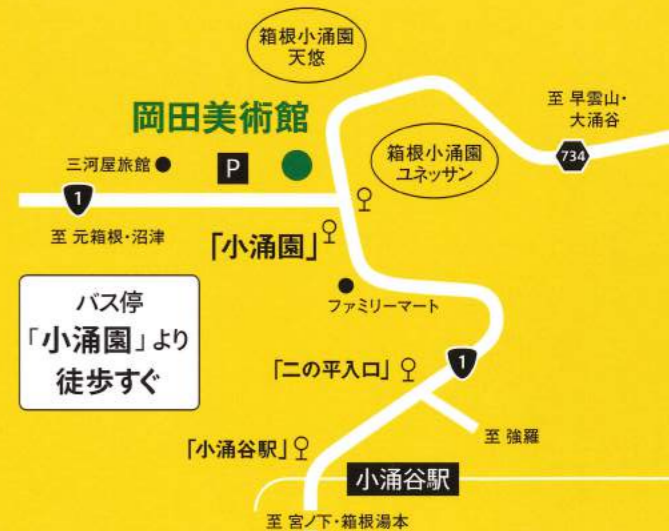 箱根小涌園
天悠
岡田美術館
至 早雲山・
大涌谷
734
箱根小涌園
ユネッサン
三河屋旅館
P
1
至 元箱根・沼津
「小涌園」
バス停
「小涌園」より
徒歩すぐ
ファミリーマート
「二の平入口」
1
至 強羅
「小涌谷駅」
小涌谷駅
至 宮ノ下・箱根湯本